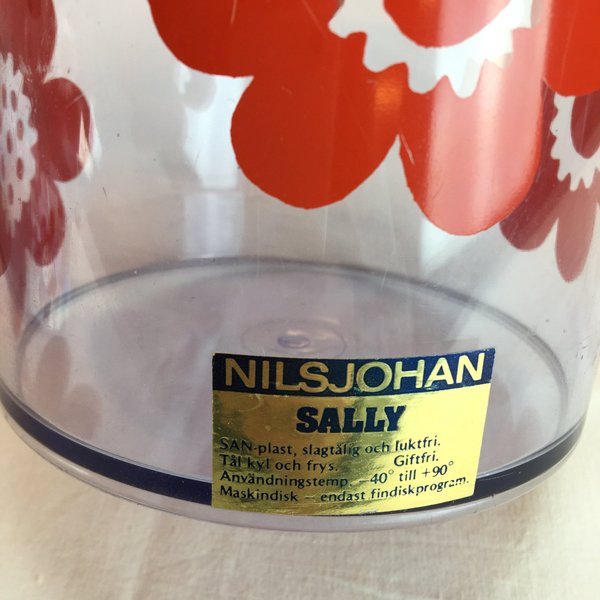 NILSJOHAN
SALLY
SAN-plast, slagtålig och luktfri.
Tål kyl och frys. Giftfri.
Användningstemp. -40° till +90°
Maskindisk – endast findiskprogram.